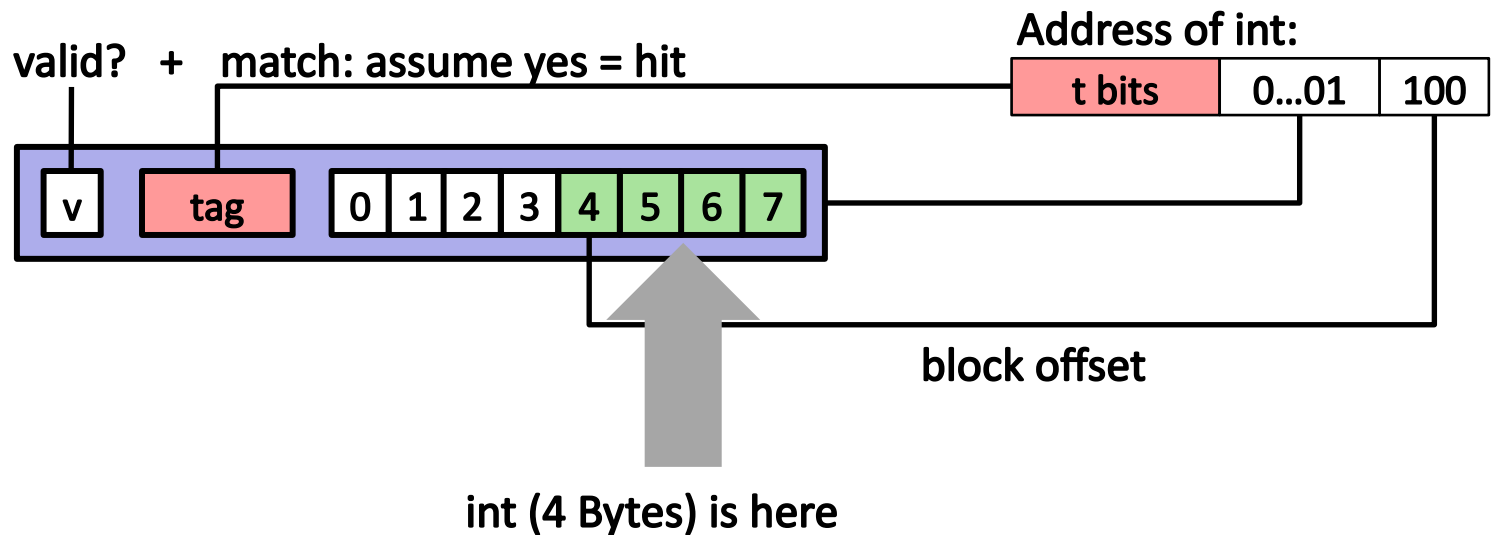 Address of int:
valid? + match: assume yes = hit
t bits 0...01 100
v tag 0 1 2 3 4 5 6 7
block offset
int (4 Bytes) is here